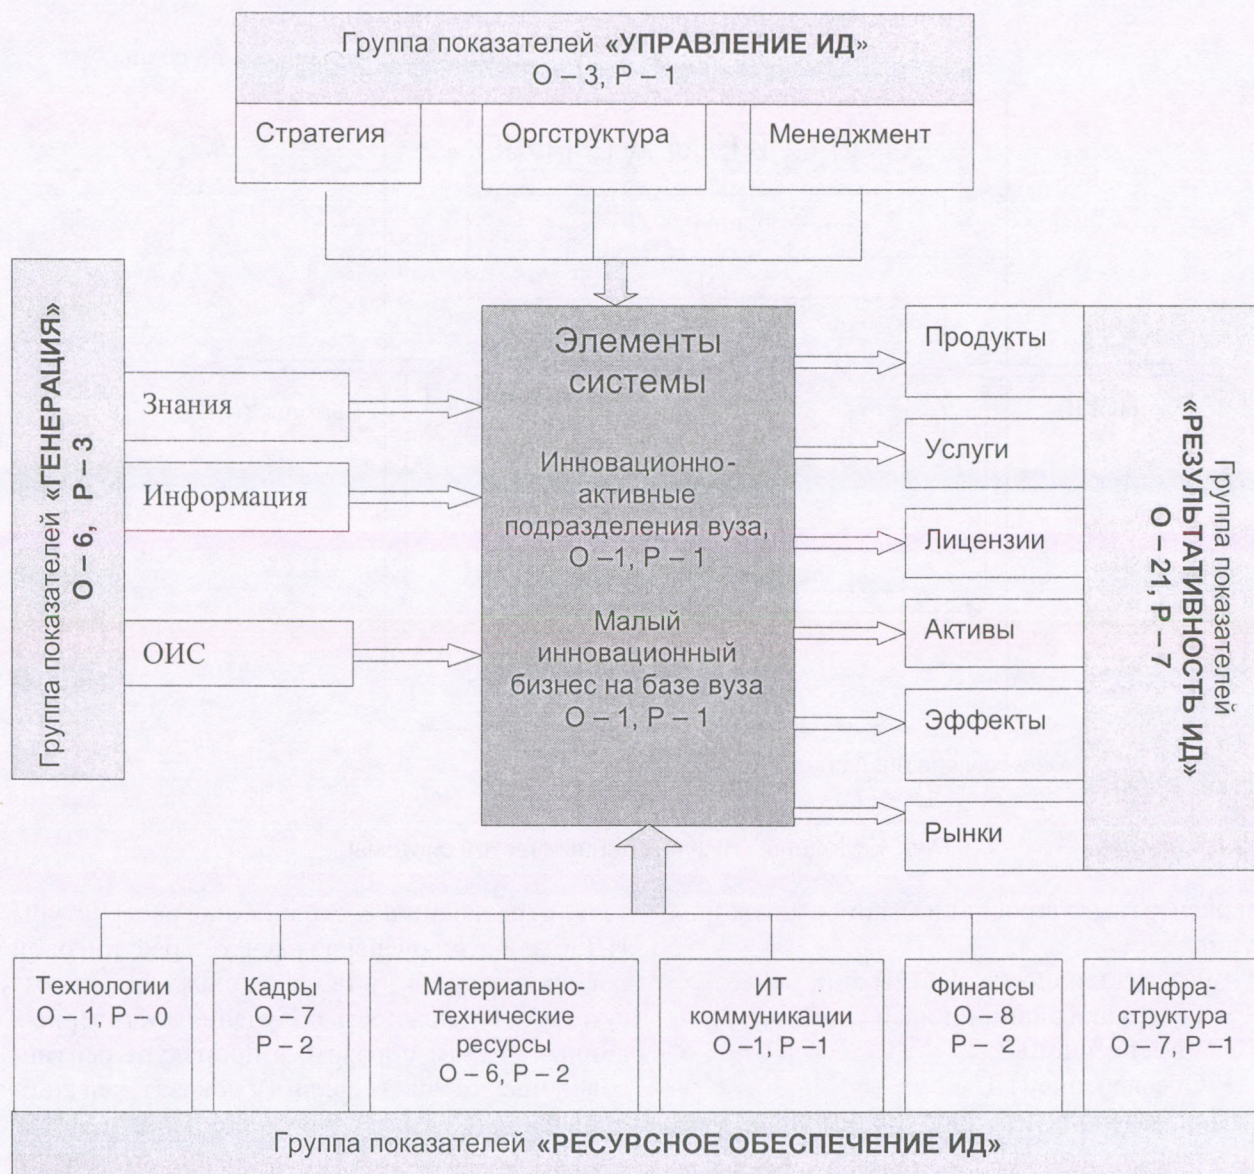 Группа показателей «УПРАВЛЕНИЕ ИД»
О – 3, Р – 1
Стратегия
Оргструктура
Менеджмент
Группа показателей «ГЕНЕРАЦИЯ»
О – 6, Р – 3
Знания
Информация
ОИС
Элементы
системы
Инновационно-
активные
подразделения вуза,
О –1, Р – 1
Малый
инновационный
бизнес на базе вуза
О – 1, Р – 1
Продукты
Услуги
Лицензии
Активы
Эффекты
Рынки
Группа показателей
«РЕЗУЛЬТАТИВНОСТЬ ИД»
О – 21, Р – 7
Технологии
О –1, Р – 0
Кадры
О –7
Р – 2
Материально-
технические
ресурсы
О –6, Р – 2
ИТ
коммуникации
О –1, Р –1
Финансы
О –8
Р – 2
Инфра-
структура
О –7, Р –1
Группа показателей «РЕСУРСНОЕ ОБЕСПЕЧЕНИЕ ИД»